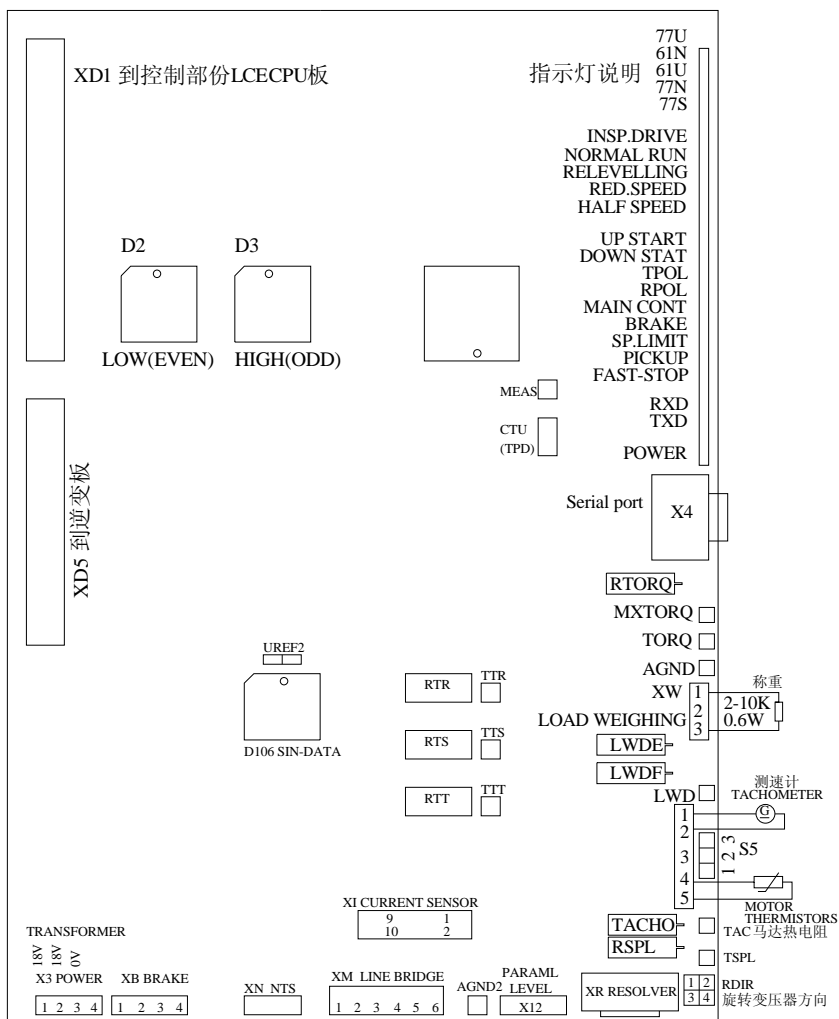 77U
61N
XD1 到控制部份LCECPU板
指示灯说明
61U
77N
77S
INSP.DRIVE
NORMAL RUN
RELEVELLING
RED.SPEED
HALF SPEED
UP START
DOWN STAT
TPOL
RPOL
MAIN CONT
BRAKE
SP.LIMIT
PICKUP
FAST-STOP
D2
D3
LOW(EVEN)
HIGH(ODD)
MEAS
CTU
(TPD)
RXD
TXD
POWER
XD5 到逆变板
Serial port
X4
RTORQ
MXTORQ
TORQ
AGND
UREF2
D106 SIN-DATA
RTR
TTR
RTS
TTS
RTT
TTT
XW
1
2
3
称重
2-10K
0.6W
LOAD WEIGHING
LWDE
LWDF
LWD
测速计
TACHOMETER
G
1
2
3
4
5
1 2 3
S5
MOTOR
THERMISTORS
TACHO
TAC 马达热电阻
RSPL
TSPL
XI CURRENT SENSOR
9 1
10 2
TRANSFORMER
18V
18V
0V
X3 POWER
1 2 3 4
XB BRAKE
1 2 3 4
XN NTS
XM LINE BRIDGE
1 2 3 4 5 6
AGND2
PARAML
LEVEL
X12
XR RESOLVER
1 2
3 4
RDIR
旋转变压器方向